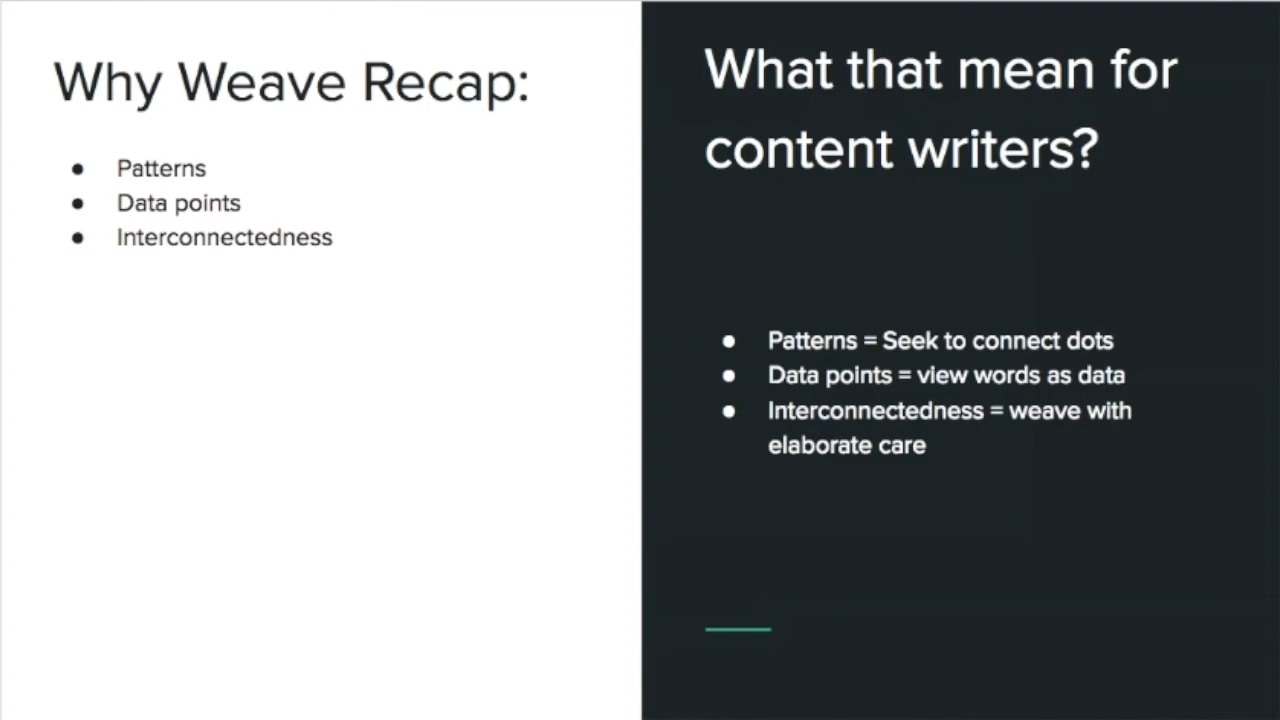 Why Weave Recap:
● Patterns
● Data points
● Interconnectedness
What that mean for
content writers?
● Patterns = Seek to connect dots
● Data points = view words as data
● Interconnectedness = weave with
elaborate care